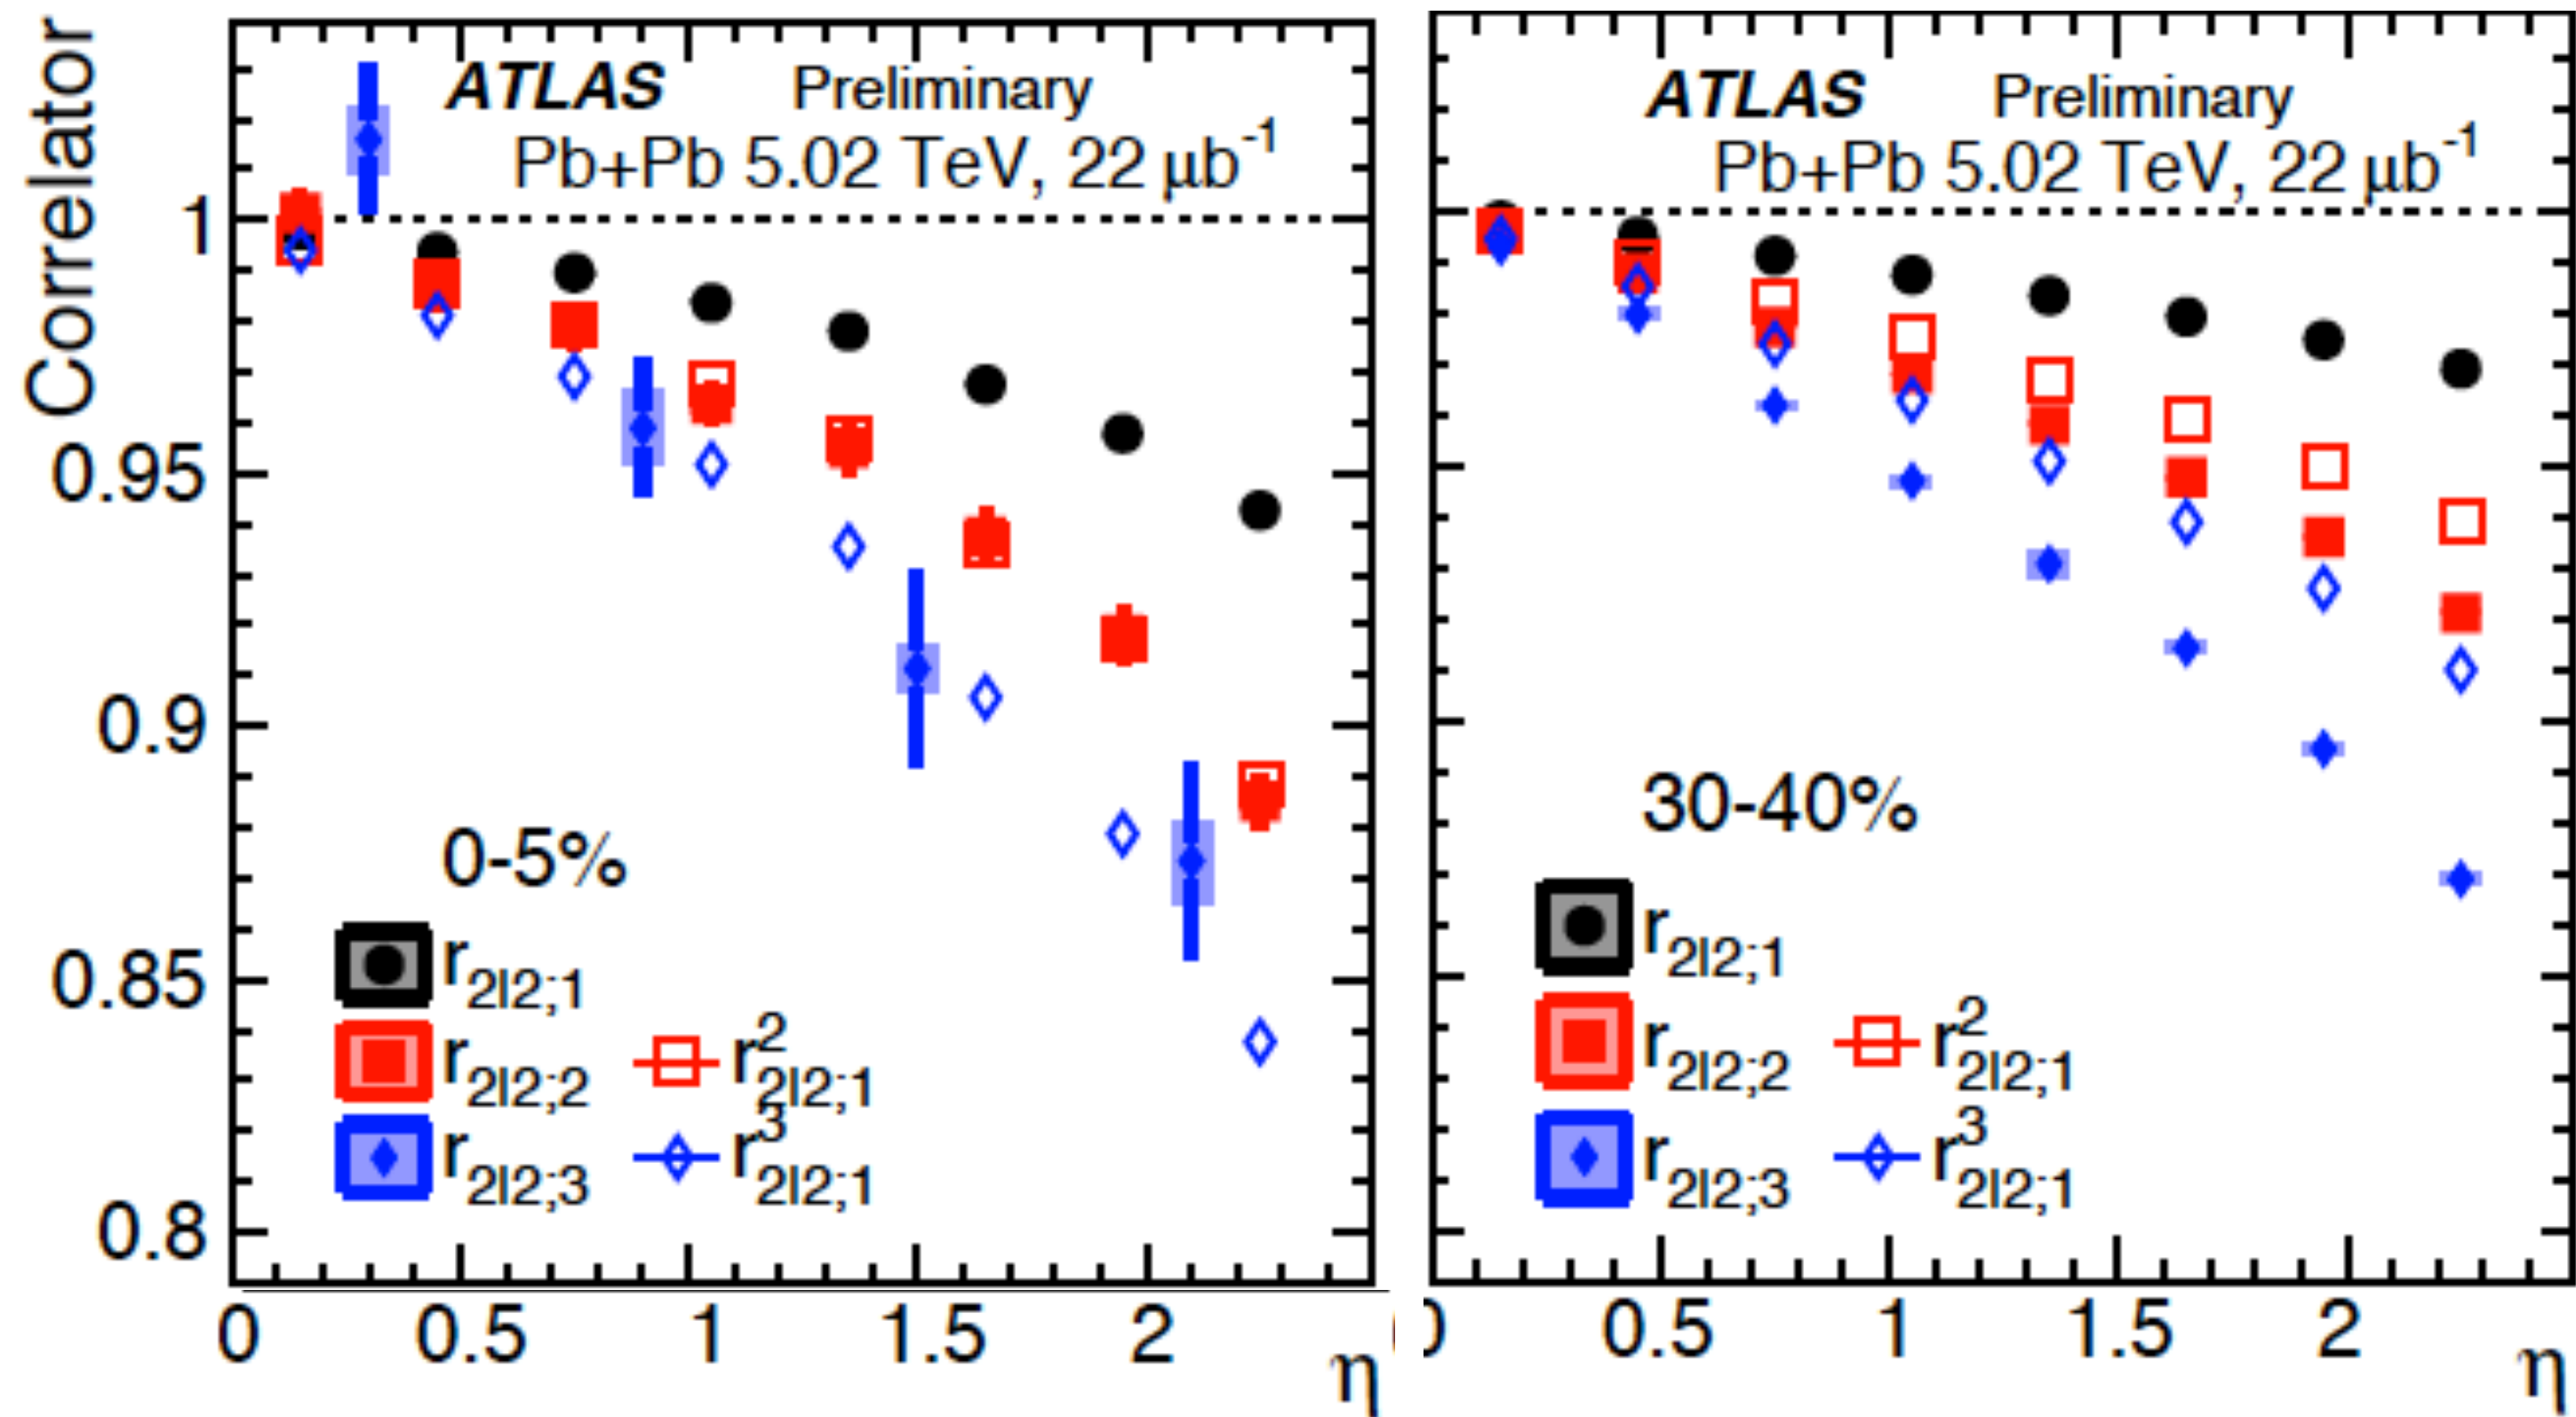 Correlator
ATLAS Preliminary
Pb+Pb 5.02 TeV, 22 μb⁻¹
1
0.95
0.9
0.85
0.8
0-5%
r₂|₂;₁
r₂|₂;₂ r²₂|₂;₁
r₂|₂;₃ r³₂|₂;₁
0 0.5 1 1.5 2
η
ATLAS Preliminary
Pb+Pb 5.02 TeV, 22 μb⁻¹
30-40%
r₂|₂;₁
r₂|₂;₂ r²₂|₂;₁
r₂|₂;₃ r³₂|₂;₁
0 0.5 1 1.5 2
η